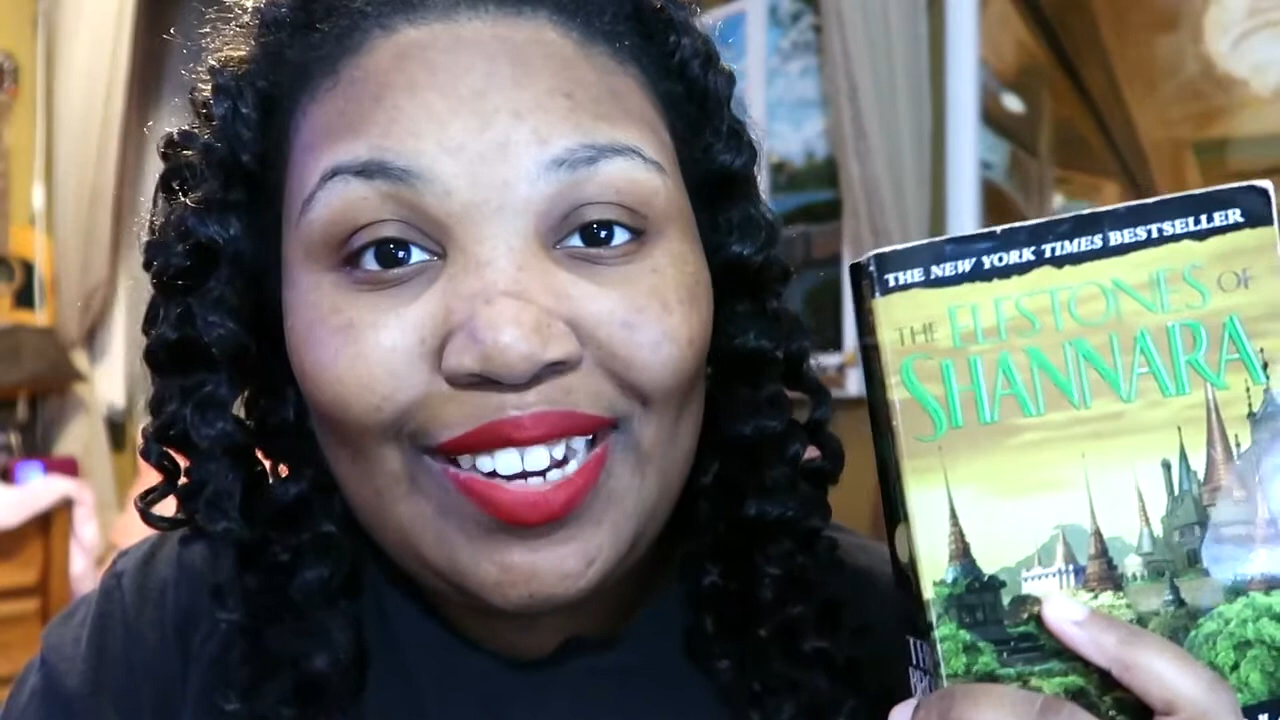 THE NEW YORK TIMES BESTSELLER
THE ELFSTONES OF
SHANNARA